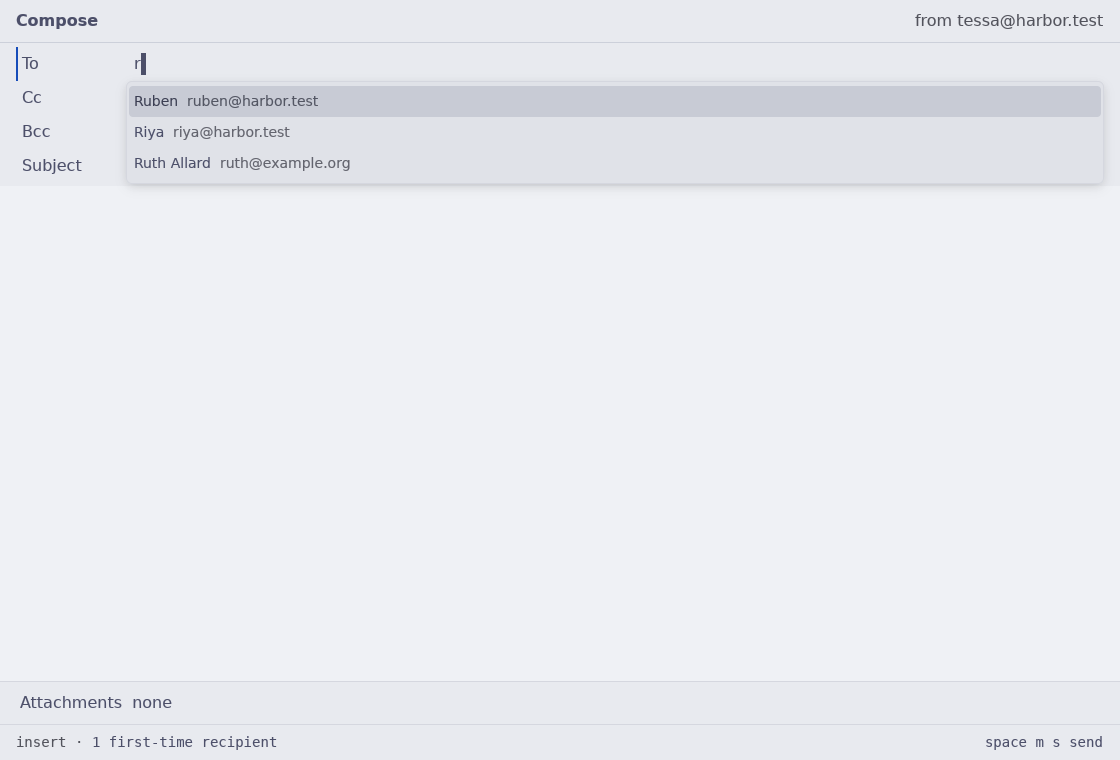 Compose from tessa@harbor.test
To r
Cc
Ruben ruben@harbor.test
Riya riya@harbor.test
Bcc
Ruth Allard ruth@example.org
Subject
Attachments none
insert · 1 first-time recipient space m s send